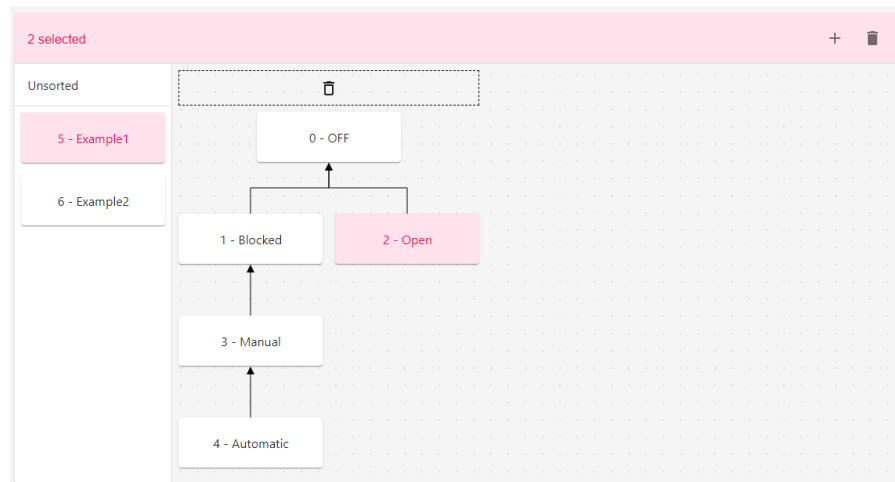 2 selected
Unsorted
5 - Example1
6 - Example2
0 - OFF
1 - Blocked
2 - Open
3 - Manual
4 - Automatic